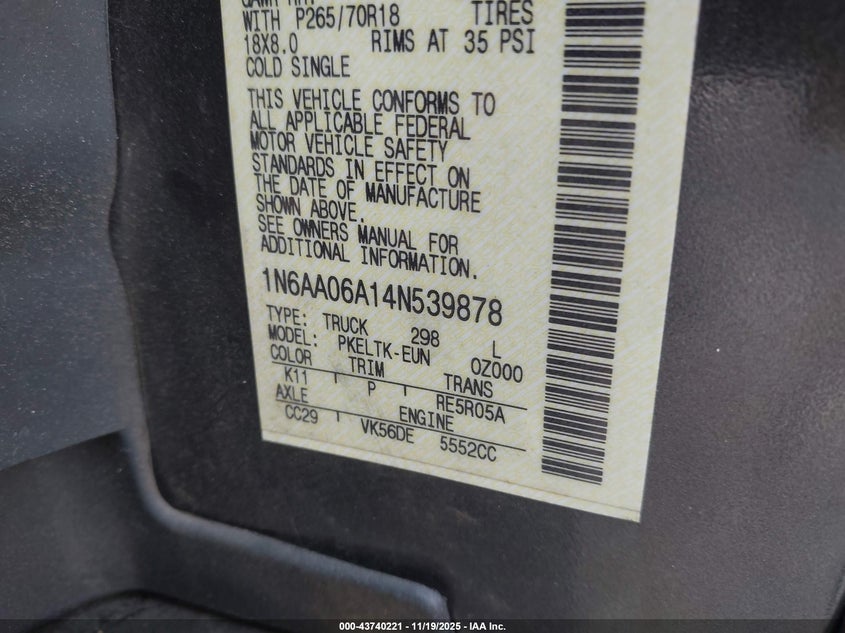 WITH P265/70R18 TIRES
18X8.0 RIMS AT 35 PSI
COLD SINGLE
THIS VEHICLE CONFORMS TO
ALL APPLICABLE FEDERAL
MOTOR VEHICLE SAFETY
STANDARDS IN EFFECT ON
THE DATE OF MANUFACTURE
SHOWN ABOVE.
SEE OWNERS MANUAL FOR
ADDITIONAL INFORMATION.
1N6AA06A14N539878
TYPE: TRUCK 298 L
MODEL: PKELTK-EUN 0Z000
COLOR TRIM TRANS
K11 P RE5R05A
AXLE ENGINE
CC29 VK56DE 5552CC
000-43740221 - 11/19/2025 - IAA Inc.